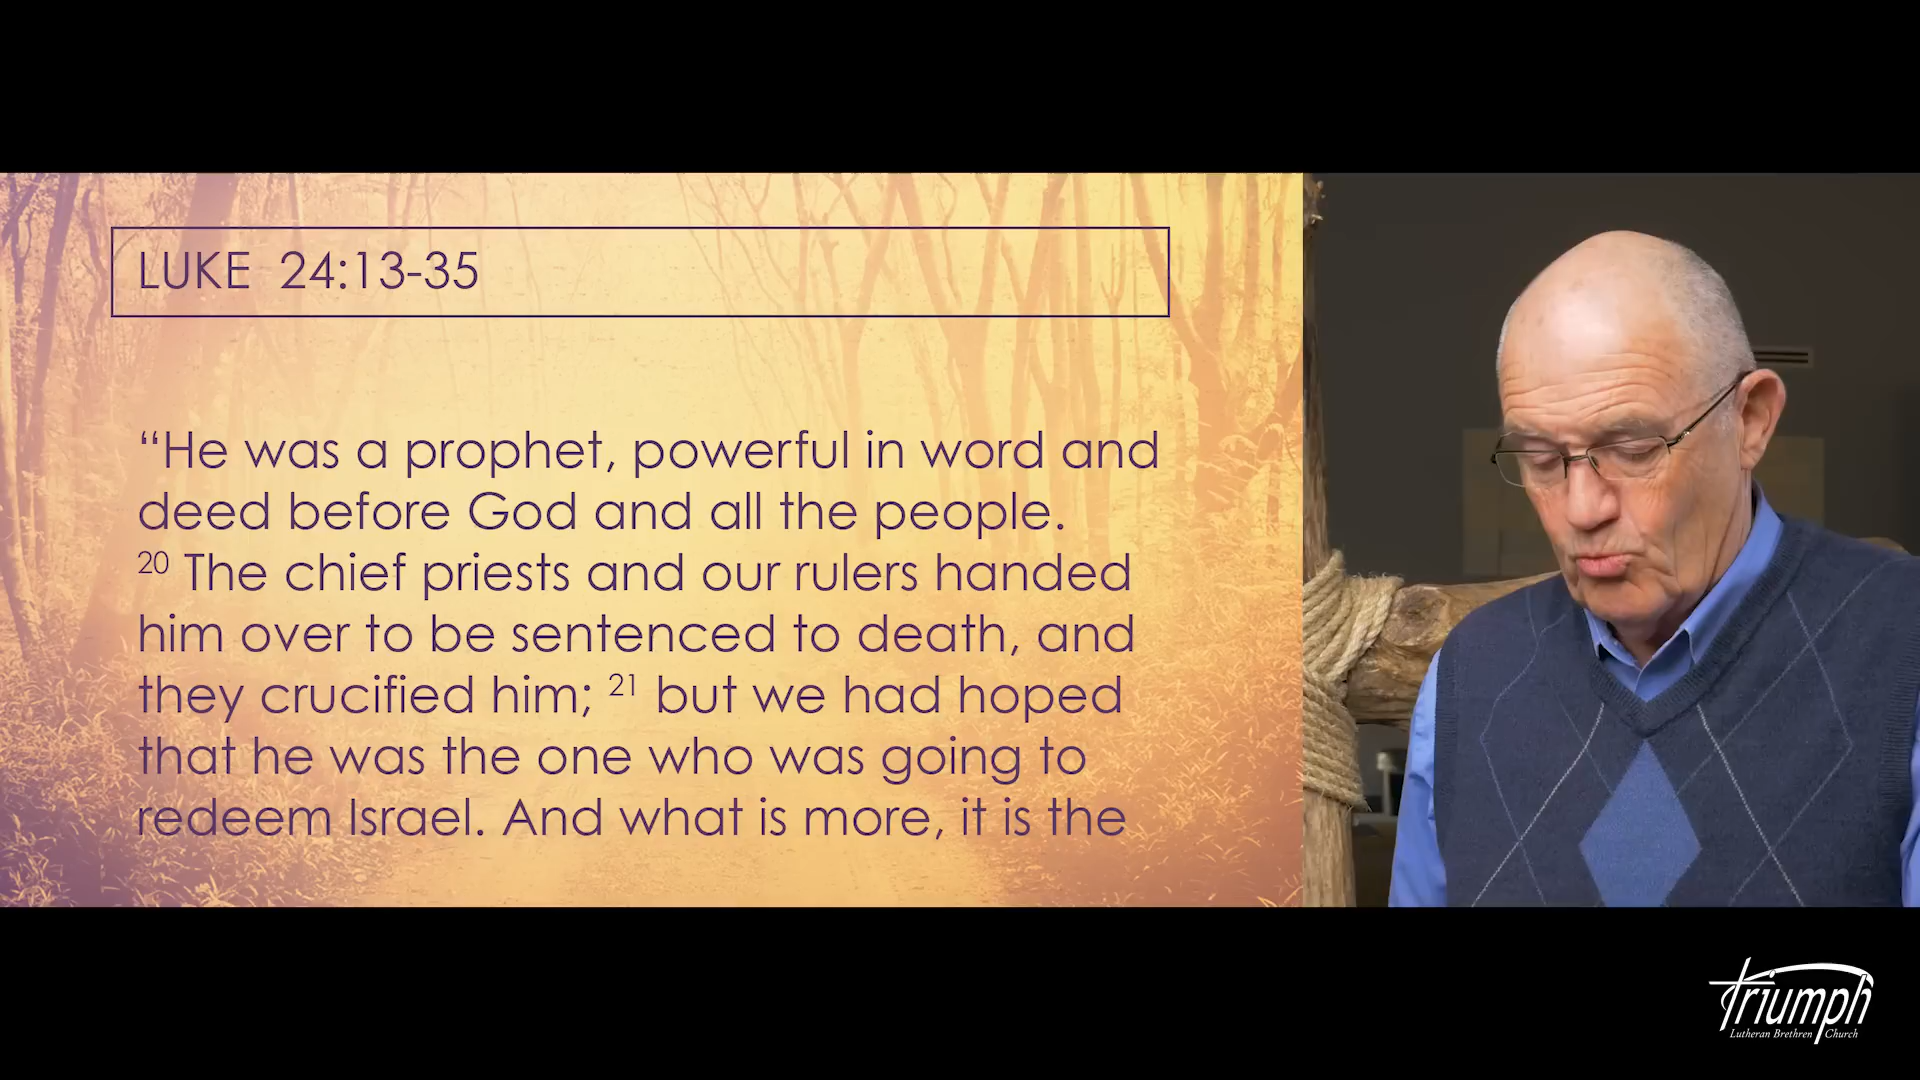 LUKE 24:13-35
“He was a prophet, powerful in word and
deed before God and all the people.
20 The chief priests and our rulers handed
him over to be sentenced to death, and
they crucified him; 21 but we had hoped
that he was the one who was going to
redeem Israel. And what is more, it is the
Triumph
Lutheran Brethren Church